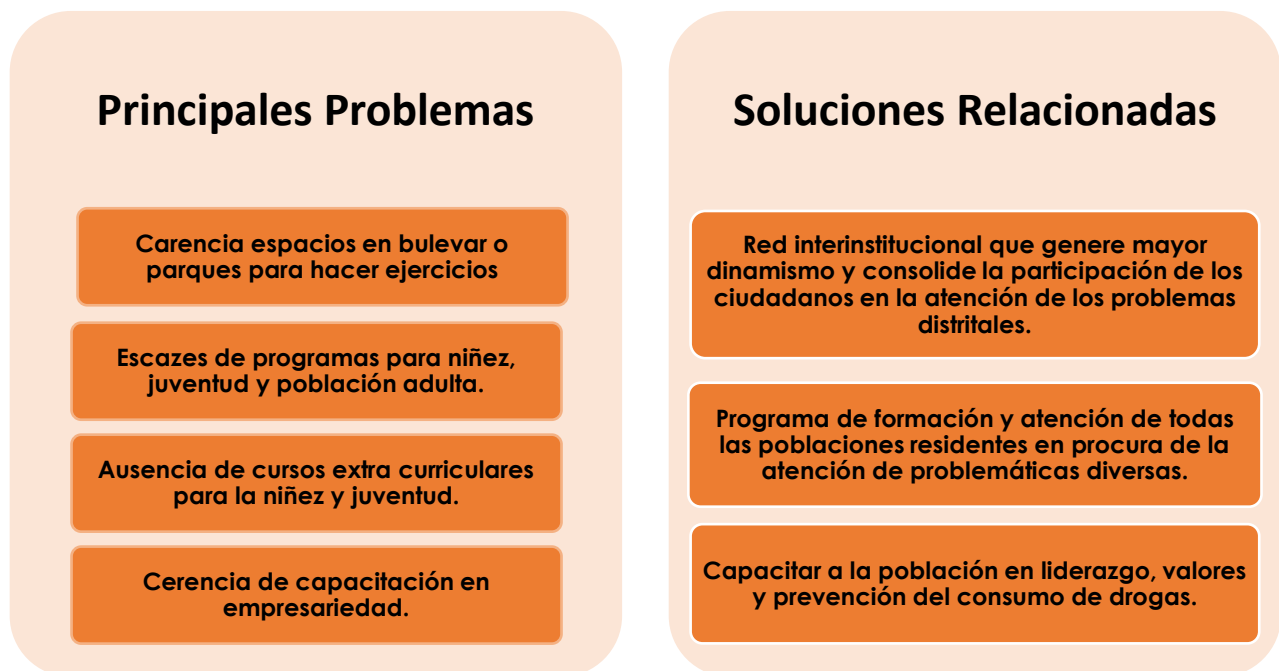 Principales Problemas
Carencia espacios en bulevar o
parques para hacer ejercicios
Escazes de programas para niñez,
juventud y población adulta.
Ausencia de cursos extra curriculares
para la niñez y juventud.
Cerencia de capacitación en
empresariedad.
Soluciones Relacionadas
Red interinstitucional que genere mayor
dinamismo y consolide la participación de los
ciudadanos en la atención de los problemas
distritales.
Programa de formación y atención de todas
las poblaciones residentes en procura de la
atención de problemáticas diversas.
Capacitar a la población en liderazgo, valores
y prevención del consumo de drogas.